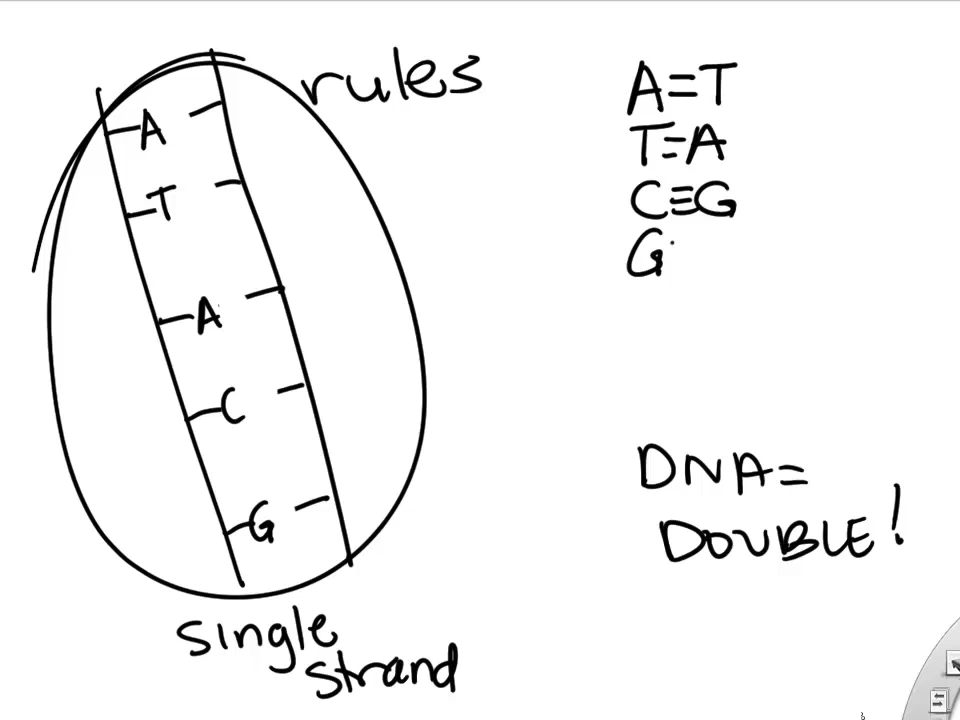 rules
A=T
T=A
C≡G
G
A
T
A
C
G
DNA=
DOUBLE!
single
strand